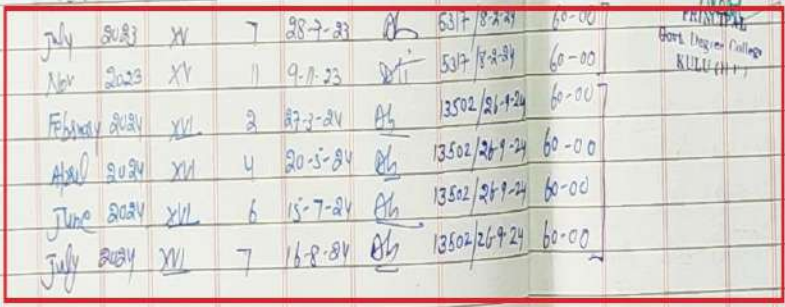 July 2023 XV 7 28-7-23 5317/8-2-24 60-00
Nov 2023 XV 11 9-11-23 5317/8-2-24 60-00
February 2024 XVI 2 27-3-24 13502/26-9-24 60-00
April 2024 XVI 4 20-5-24 13502/26-9-24 60-00
June 2024 XVI 6 15-7-24 13502/26-9-24 60-00
July 2024 XVI 7 16-8-24 13502/26-9-24 60-00
PRINCIPAL
Govt. Degree College
KULLU